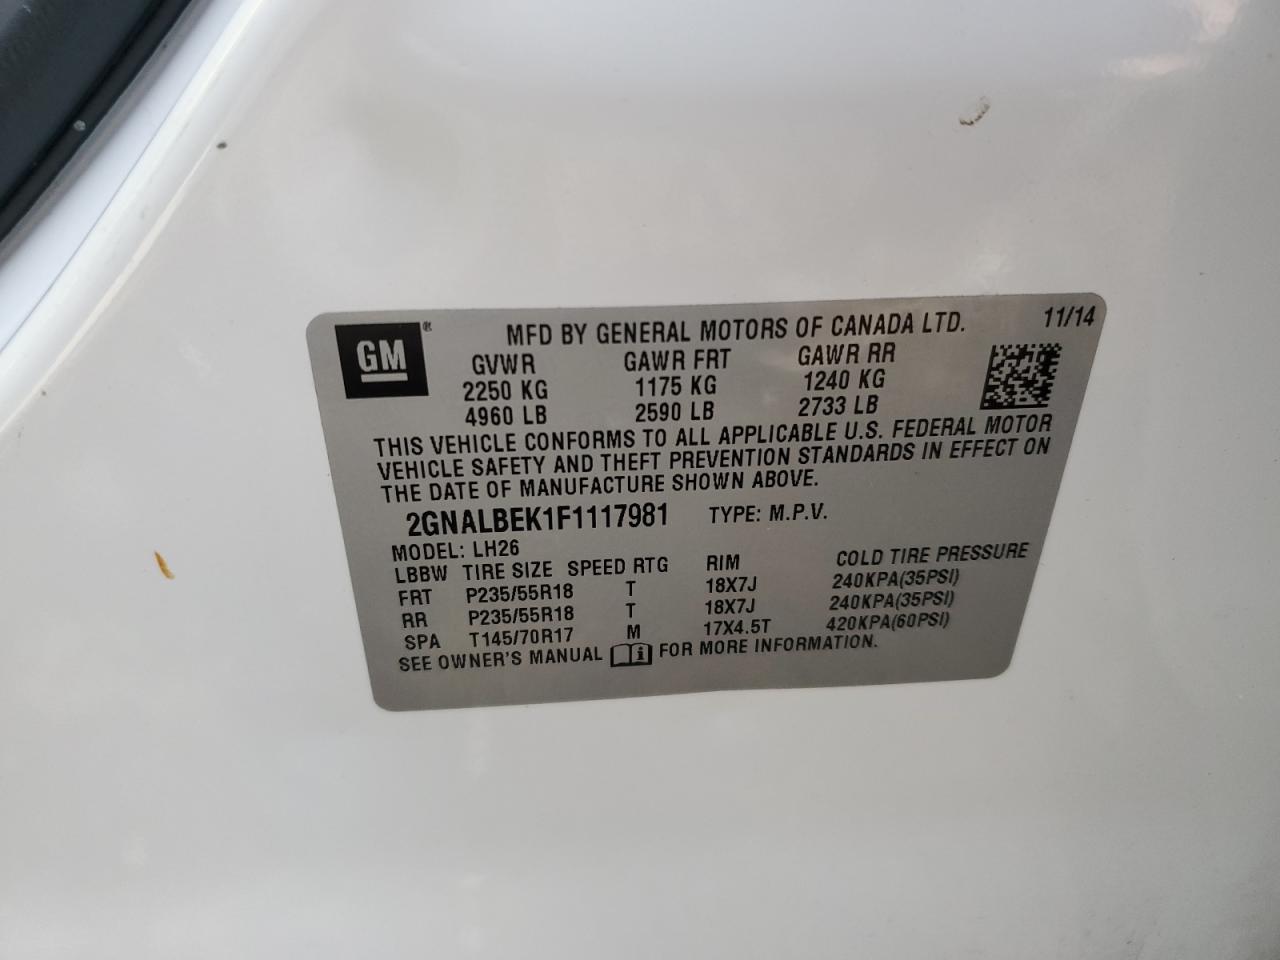 GM ® MFD BY GENERAL MOTORS OF CANADA LTD. 11/14
GVWR GAWR FRT GAWR RR
2250 KG 1175 KG 1240 KG
4960 LB 2590 LB 2733 LB
THIS VEHICLE CONFORMS TO ALL APPLICABLE U.S. FEDERAL MOTOR
VEHICLE SAFETY AND THEFT PREVENTION STANDARDS IN EFFECT ON
THE DATE OF MANUFACTURE SHOWN ABOVE.
2GNALBEK1F1117981 TYPE: M.P.V.
MODEL: LH26
LBBW TIRE SIZE SPEED RTG RIM COLD TIRE PRESSURE
FRT P235/55R18 T 18X7J 240KPA(35PSI)
RR P235/55R18 T 18X7J 240KPA(35PSI)
SPA T145/70R17 M 17X4.5T 420KPA(60PSI)
SEE OWNER'S MANUAL FOR MORE INFORMATION.